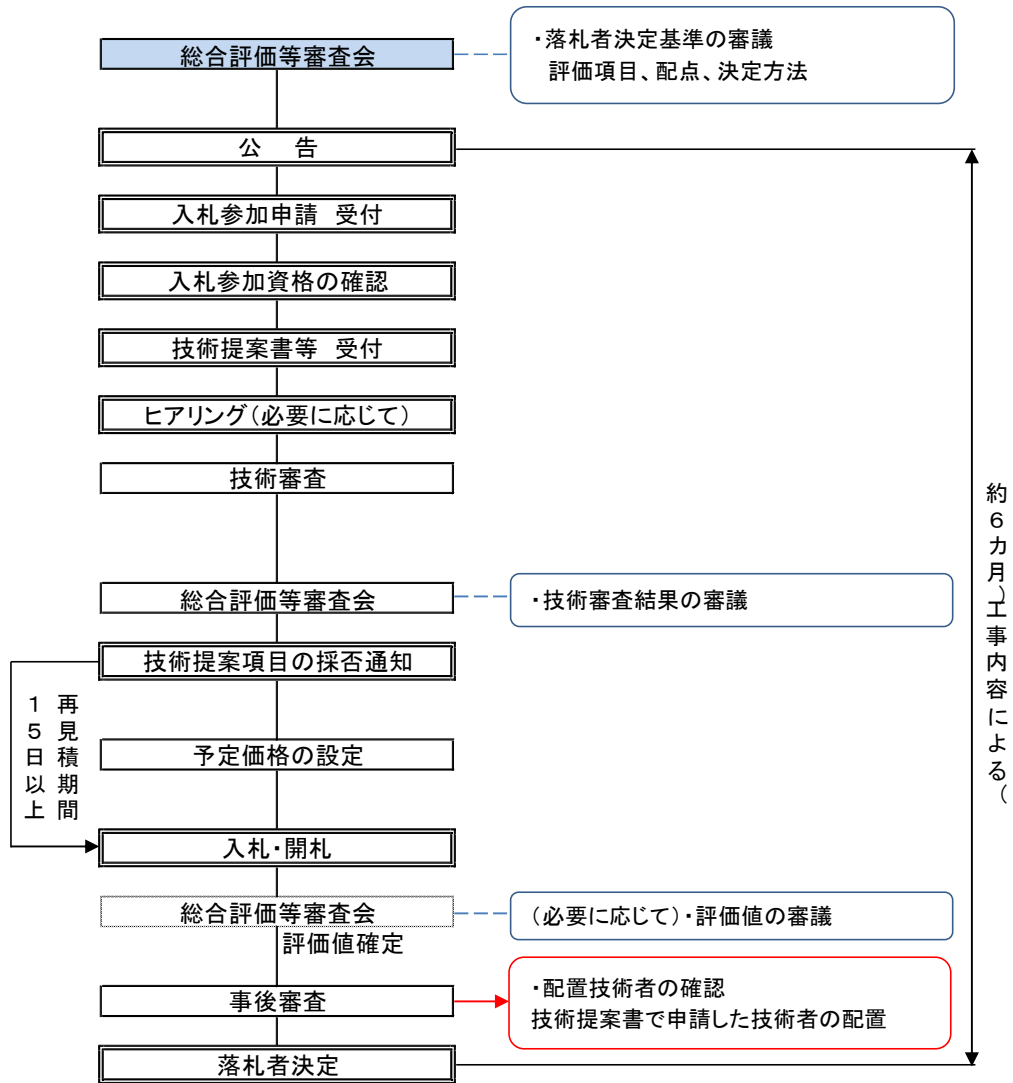 総合評価等審査会
・落札者決定基準の審議
評価項目、配点、決定方法
公　告
入札参加申請　受付
入札参加資格の確認
技術提案書等　受付
ヒアリング（必要に応じて）
技術審査
総合評価等審査会
・技術審査結果の審議
技術提案項目の採否通知
再見積期間
１５日以上
予定価格の設定
入札・開札
総合評価等審査会
（必要に応じて）・評価値の審議
評価値確定
事後審査
・配置技術者の確認
技術提案書で申請した技術者の配置
落札者決定
約６カ月）工事内容による（